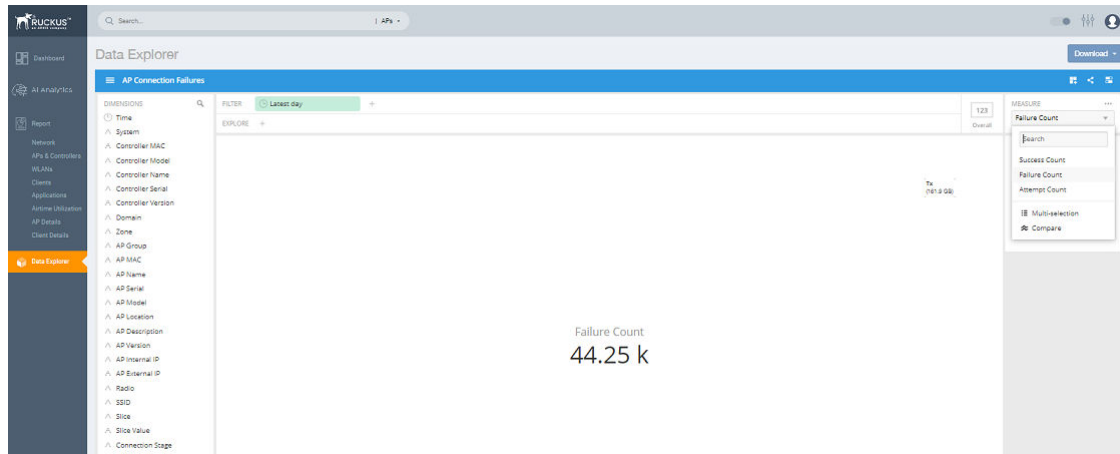 RUCKUS™
Search...
APs
Data Explorer
Download
Dashboard
AI Analytics
Report
Network
APs & Controllers
WLANs
Clients
Applications
Airtime Utilization
AP Details
Client Details
Data Explorer
AP Connection Failures
DIMENSIONS
Time
System
Controller MAC
Controller Model
Controller Name
Controller Serial
Controller Version
Domain
Zone
AP Group
AP MAC
AP Name
AP Serial
AP Model
AP Location
AP Description
AP Version
AP Internal IP
AP External IP
Radio
SSID
Slice
Slice Value
Connection Stage
FILTER
Latest day
+
EXPLORE +
123
Overall
Failure Count
44.25 k
MEASURE
Failure Count
Search
Success Count
Failure Count
Attempt Count
Multi-selection
Compare